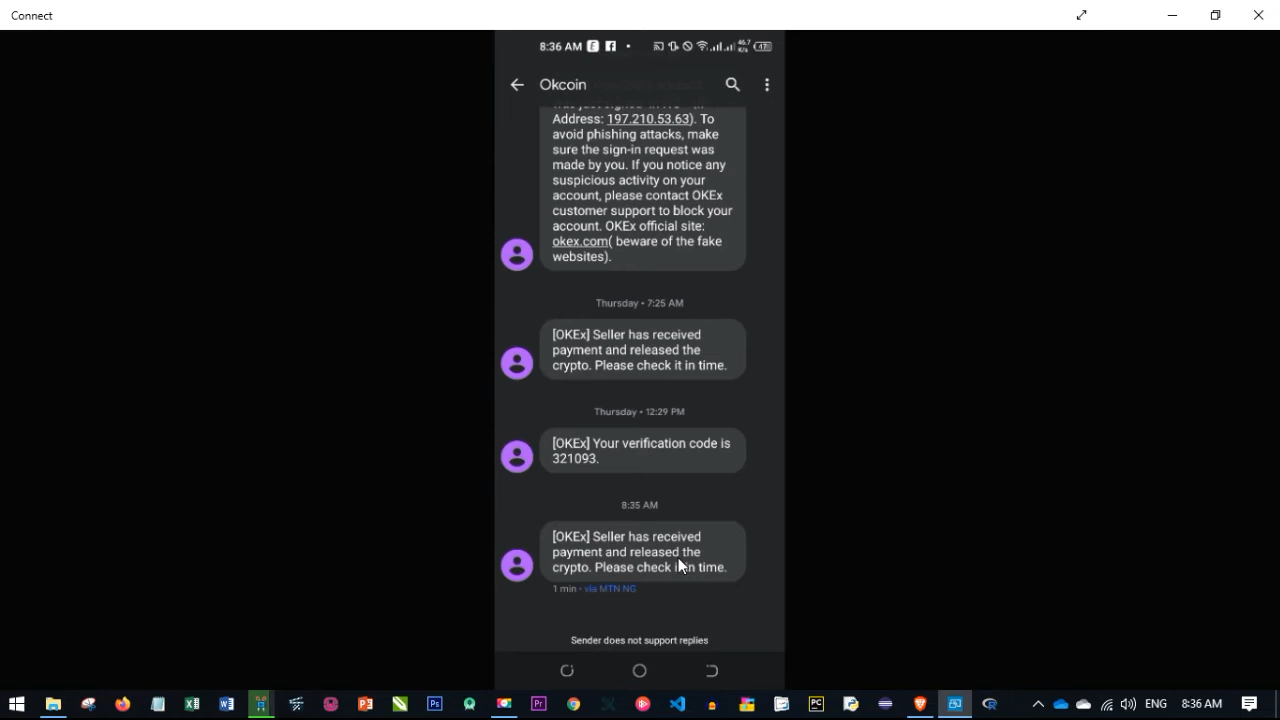 Connect
8:36 AM
46.7
K/s
47
Okcoin
Address: 197.210.53.63). To
avoid phishing attacks, make
sure the sign-in request was
made by you. If you notice any
suspicious activity on your
account, please contact OKEx
customer support to block your
account. OKEx official site:
okex.com( beware of the fake
websites).
Thursday • 7:25 AM
[OKEx] Seller has received
payment and released the
crypto. Please check it in time.
Thursday • 12:29 PM
[OKEx] Your verification code is
321093.
8:35 AM
[OKEx] Seller has received
payment and released the
crypto. Please check in time.
1 min · via MTN NG
Sender does not support replies
ENG
8:36 AM